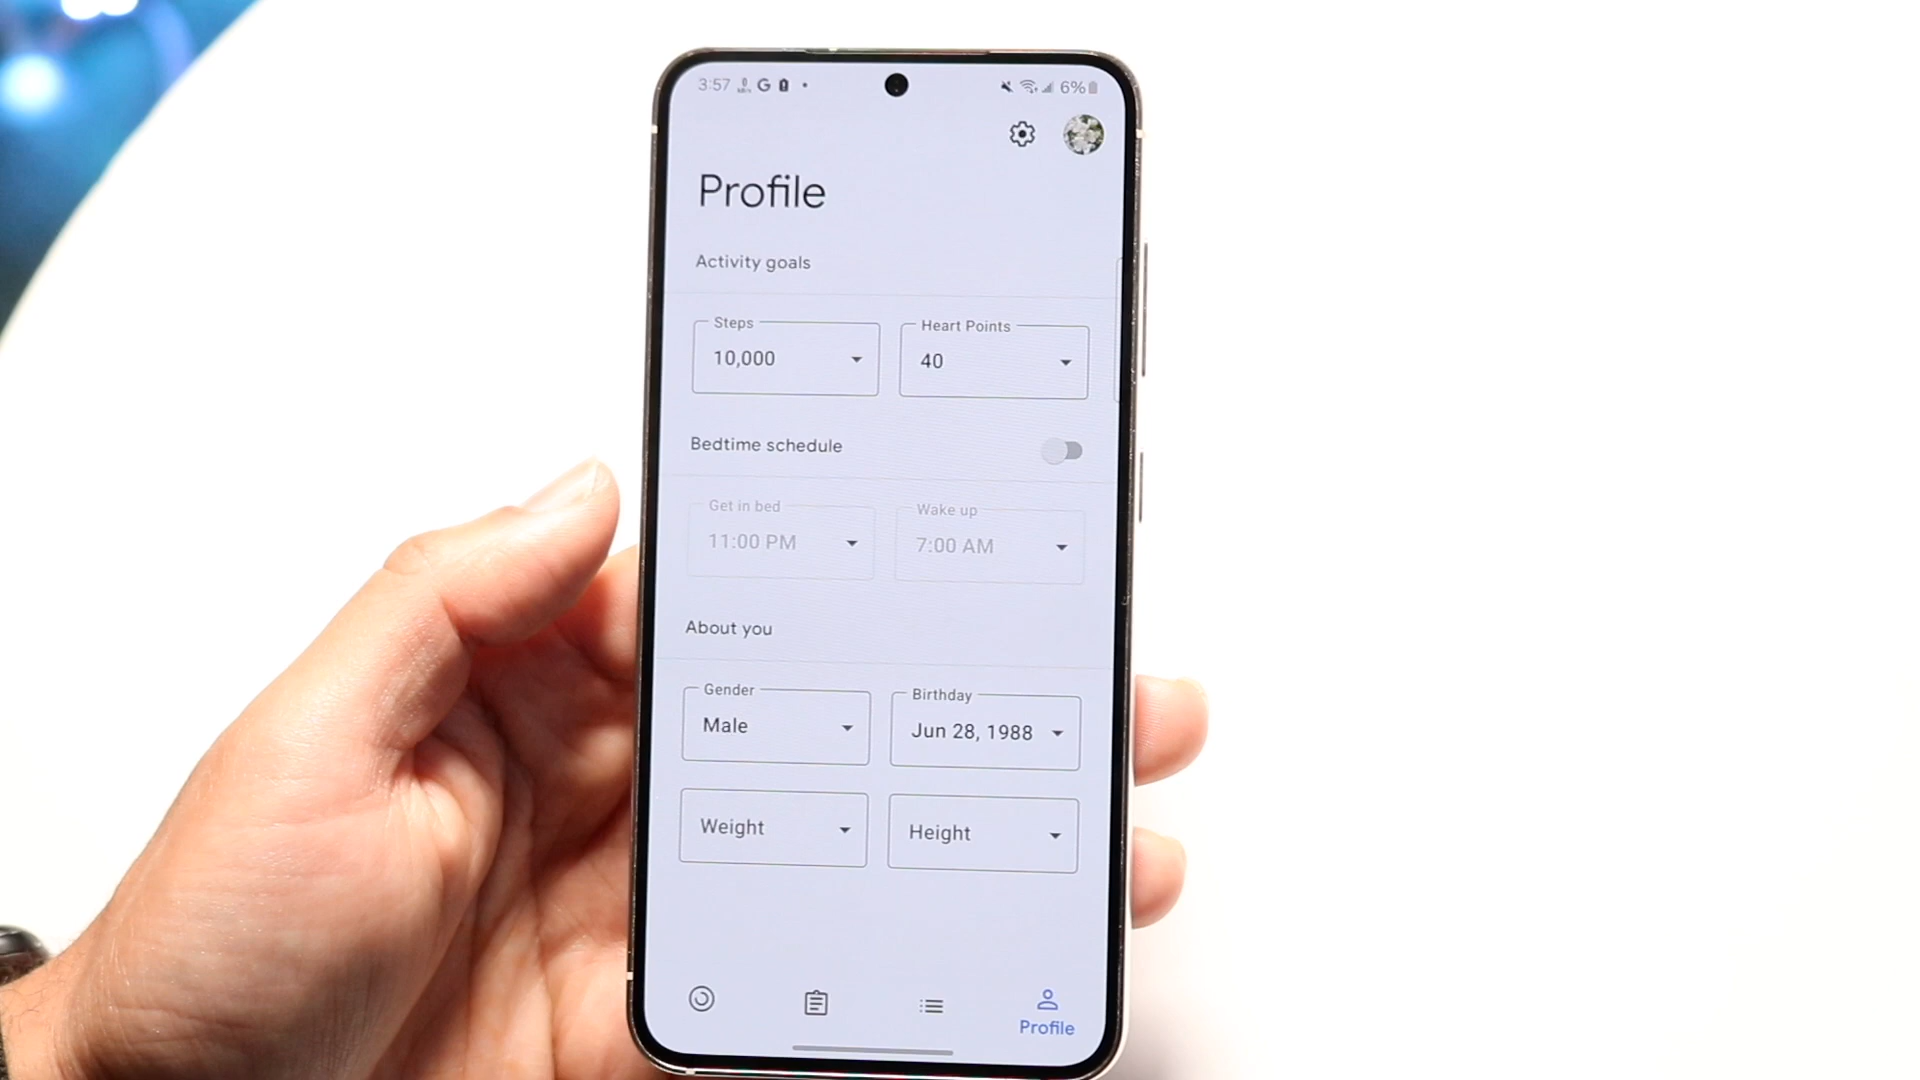 3:57 G 6%
Profile
Activity goals
Steps Heart Points
10,000 40
Bedtime schedule
Get in bed Wake up
11:00 PM 7:00 AM
About you
Gender Birthday
Male Jun 28, 1988
Weight Height
Profile